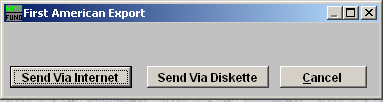 First American Export
Send Via Internet Send Via Diskette Cancel